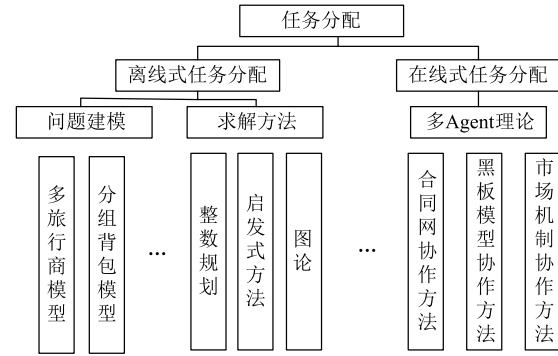 任务分配
离线式任务分配
在线式任务分配
问题建模
求解方法
多Agent理论
多旅行商模型
分组背包模型
...
整数规划
启发式方法
图论
...
合同网协作方法
黑板模型协作方法
市场机制协作方法